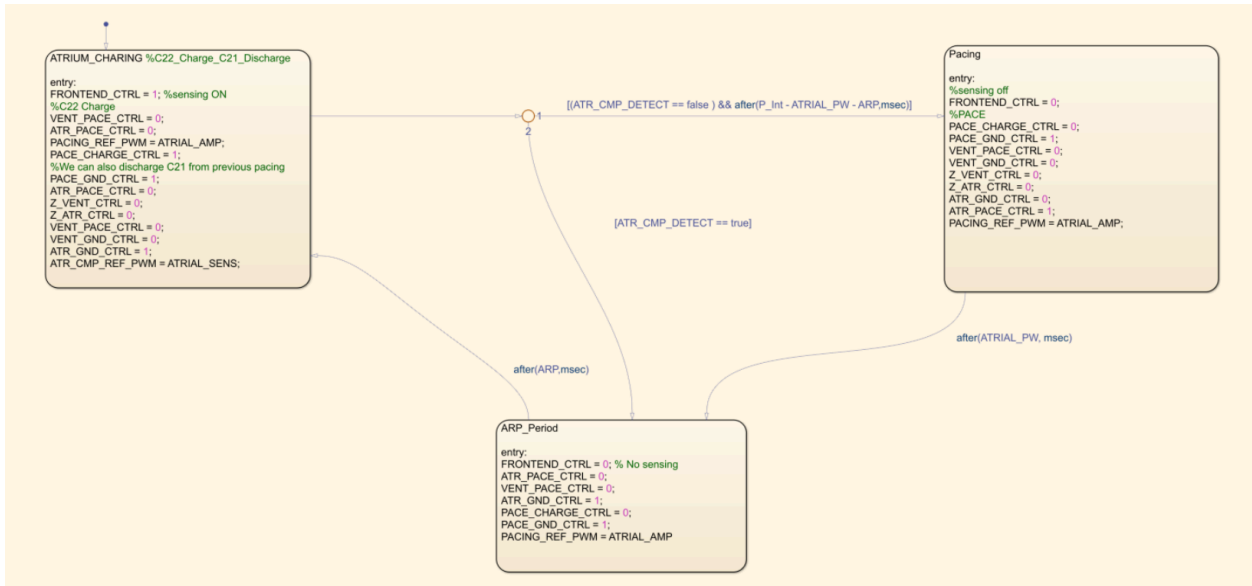 ATRIUM_CHARING %C22_Charge_C21_Discharge
entry:
FRONTEND_CTRL = 1; %sensing ON
%C22 Charge
VENT_PACE_CTRL = 0;
ATR_PACE_CTRL = 0;
PACING_REF_PWM = ATRIAL_AMP;
PACE_CHARGE_CTRL = 1;
%We can also discharge C21 from previous pacing
PACE_GND_CTRL = 1;
ATR_PACE_CTRL = 0;
Z_VENT_CTRL = 0;
Z_ATR_CTRL = 0;
VENT_PACE_CTRL = 0;
VENT_GND_CTRL = 0;
ATR_GND_CTRL = 1;
ATR_CMP_REF_PWM = ATRIAL_SENS;
[(ATR_CMP_DETECT == false ) && after(P_Int - ATRIAL_PW - ARP,msec)]
1
2
[ATR_CMP_DETECT == true]
Pacing
entry:
%sensing off
FRONTEND_CTRL = 0;
%PACE
PACE_CHARGE_CTRL = 0;
PACE_GND_CTRL = 1;
VENT_PACE_CTRL = 0;
VENT_GND_CTRL = 0;
Z_VENT_CTRL = 0;
Z_ATR_CTRL = 0;
ATR_GND_CTRL = 0;
ATR_PACE_CTRL = 1;
PACING_REF_PWM = ATRIAL_AMP;
after(ATRIAL_PW, msec)
after(ARP,msec)
ARP_Period
entry:
FRONTEND_CTRL = 0; % No sensing
ATR_PACE_CTRL = 0;
VENT_PACE_CTRL = 0;
ATR_GND_CTRL = 1;
PACE_CHARGE_CTRL = 0;
PACE_GND_CTRL = 1;
PACING_REF_PWM = ATRIAL_AMP